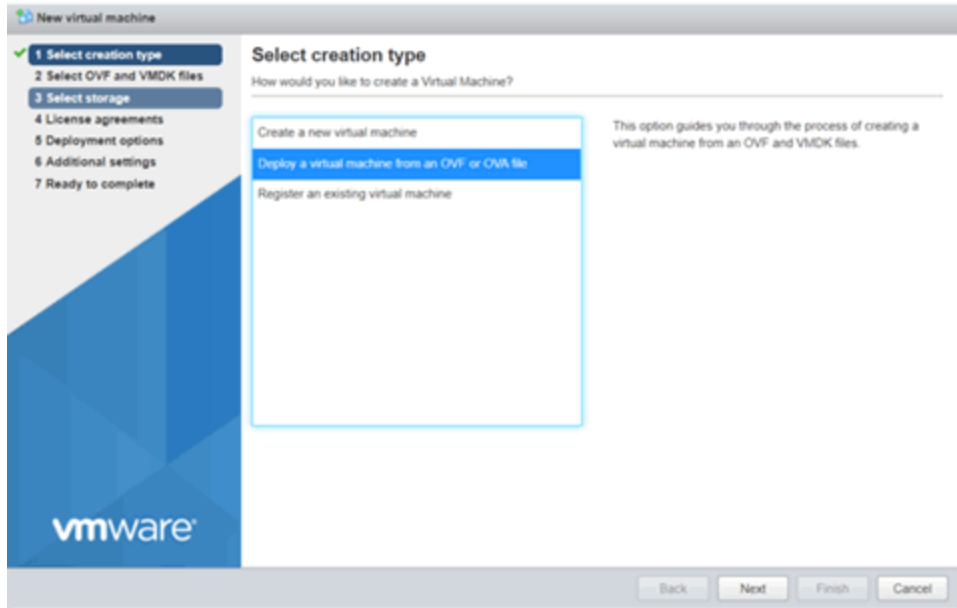 New virtual machine
1 Select creation type
2 Select OVF and VMDK files
3 Select storage
4 License agreements
5 Deployment options
6 Additional settings
7 Ready to complete
vmware
Select creation type
How would you like to create a Virtual Machine?
Create a new virtual machine
Deploy a virtual machine from an OVF or OVA file
Register an existing virtual machine
This option guides you through the process of creating a
virtual machine from an OVF and VMDK files.
Back Next Finish Cancel